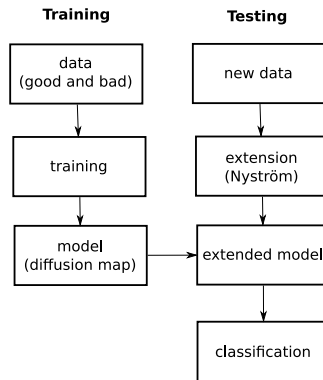 Training
data
(good and bad)
training
model
(diffusion map)
Testing
new data
extension
(Nyström)
extended model
classification